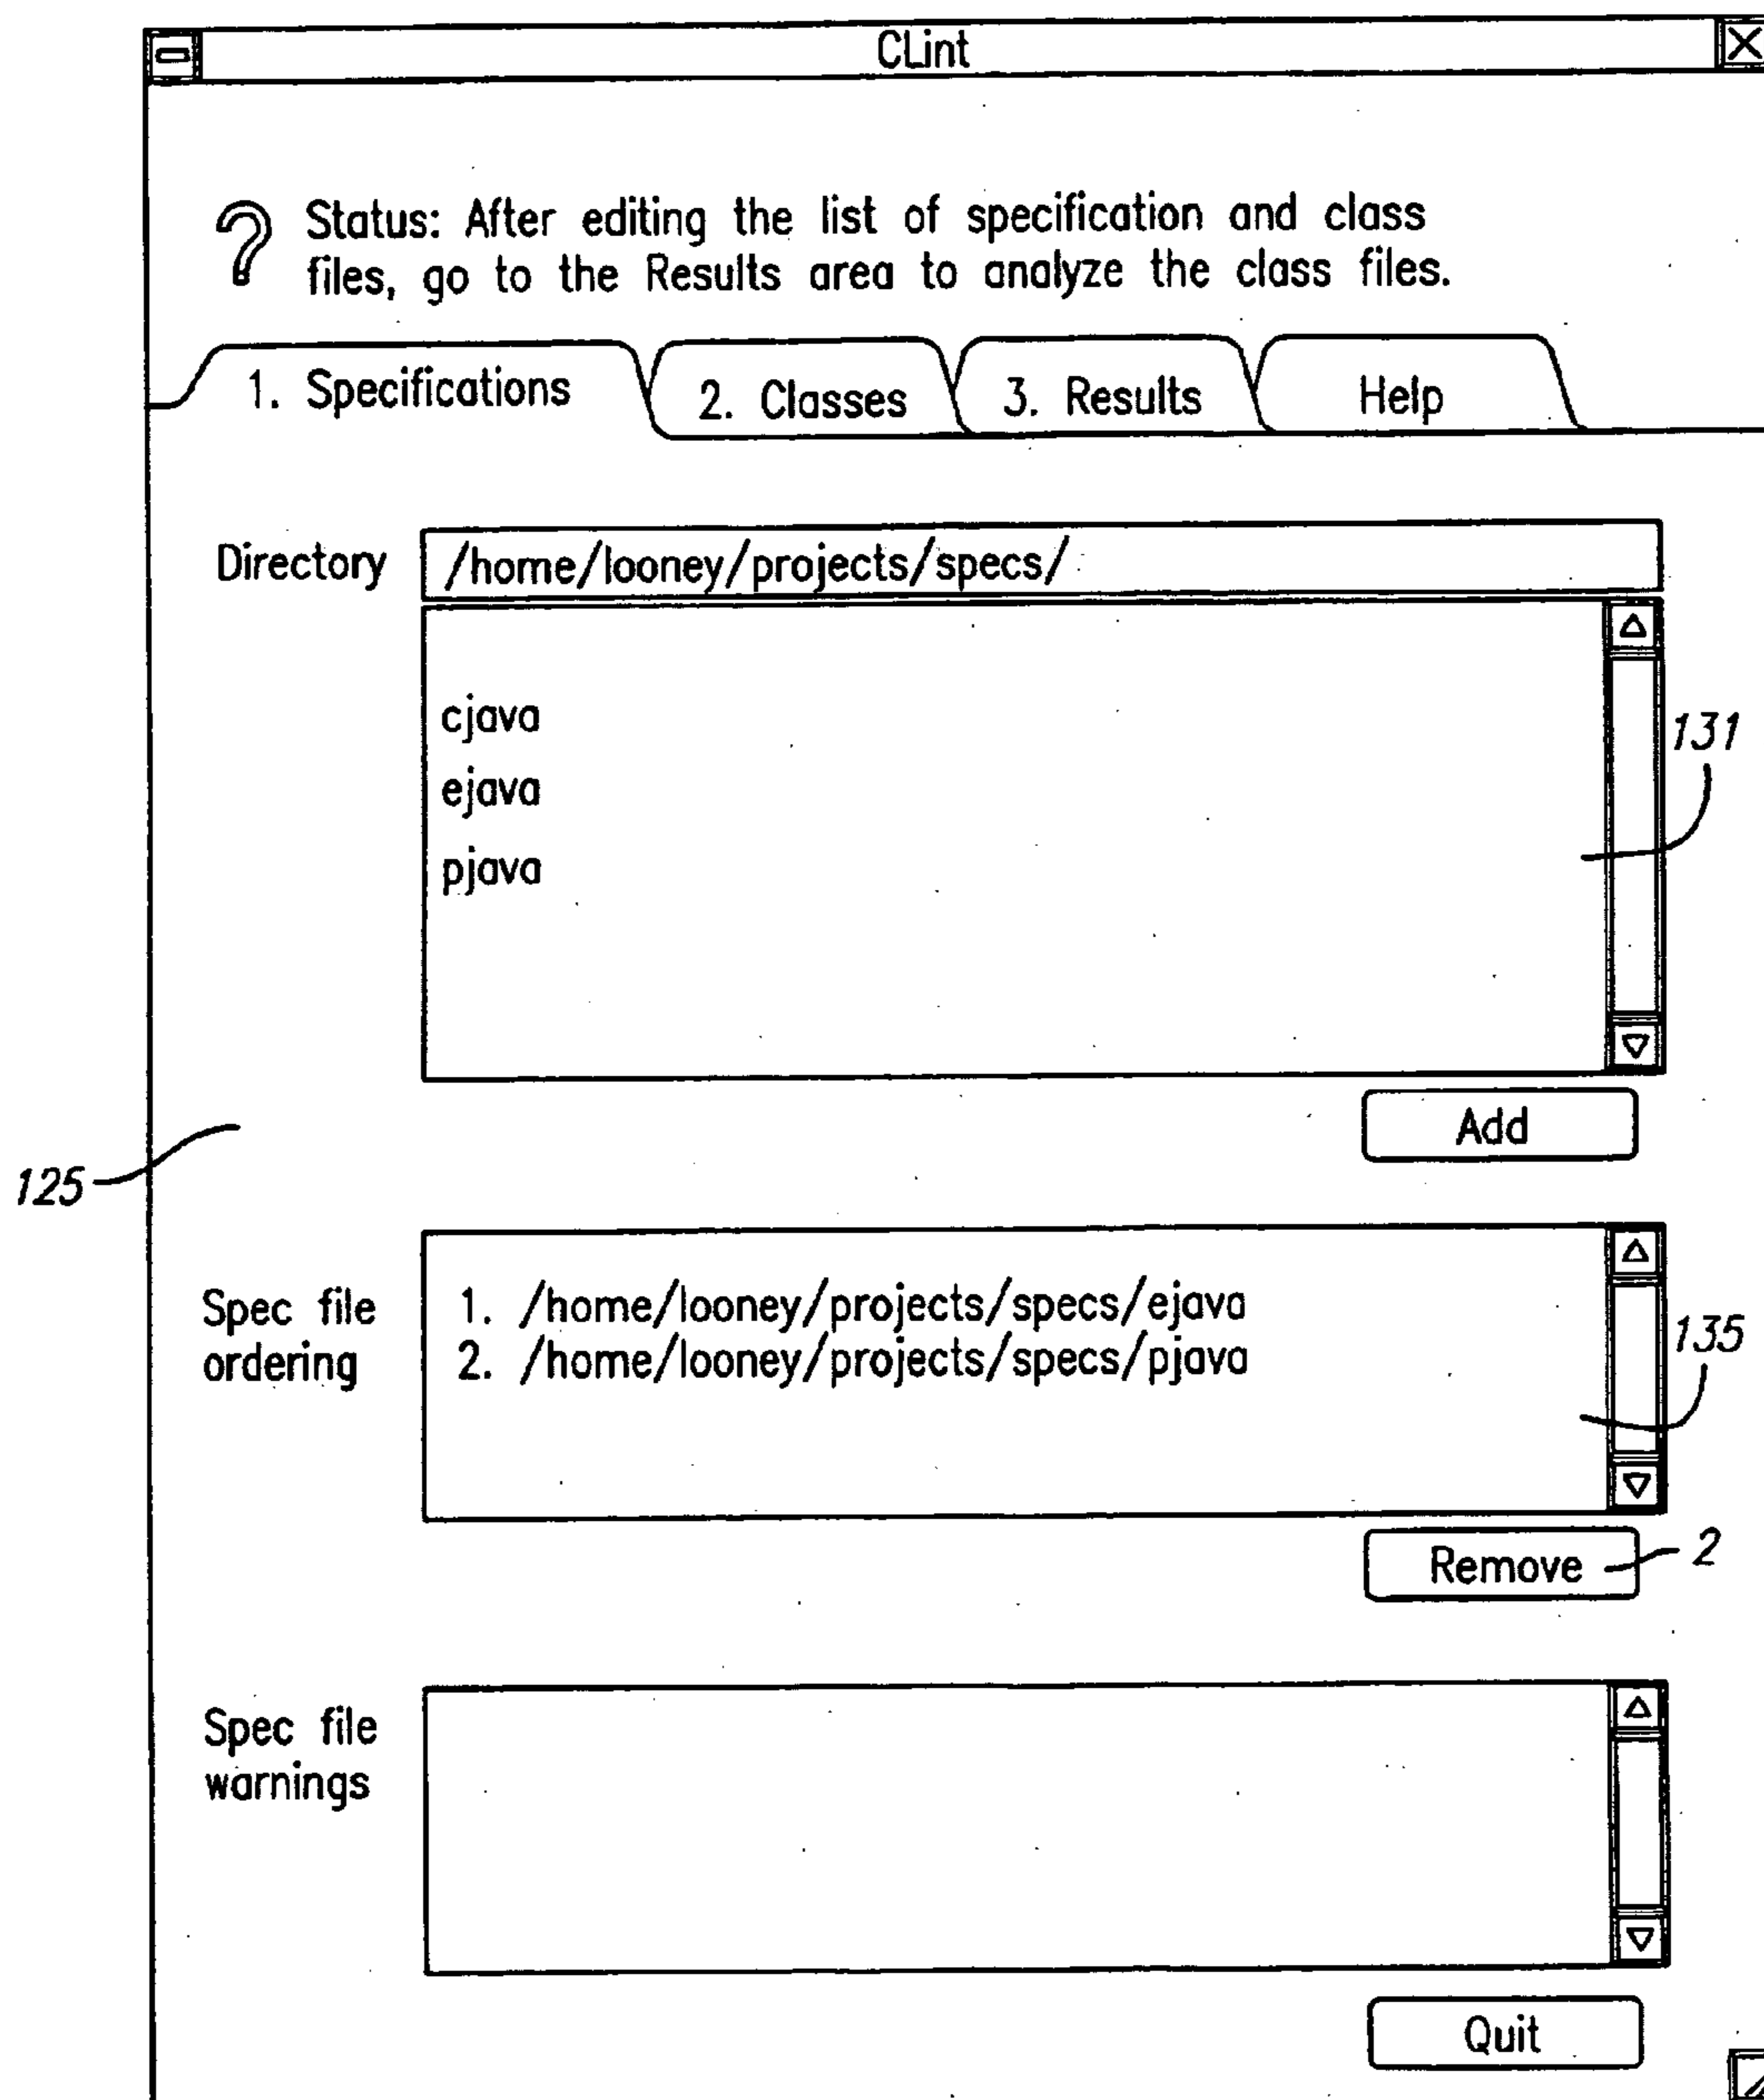 CLint
Status: After editing the list of specification and class
files, go to the Results area to analyze the class files.
1. Specifications
2. Classes
3. Results
Help
Directory
/home/looney/projects/specs/
cjava
ejava
pjava
131
Add
125
Spec file
ordering
1. /home/looney/projects/specs/ejava
2. /home/looney/projects/specs/pjava
135
Remove
2
Spec file
warnings
Quit